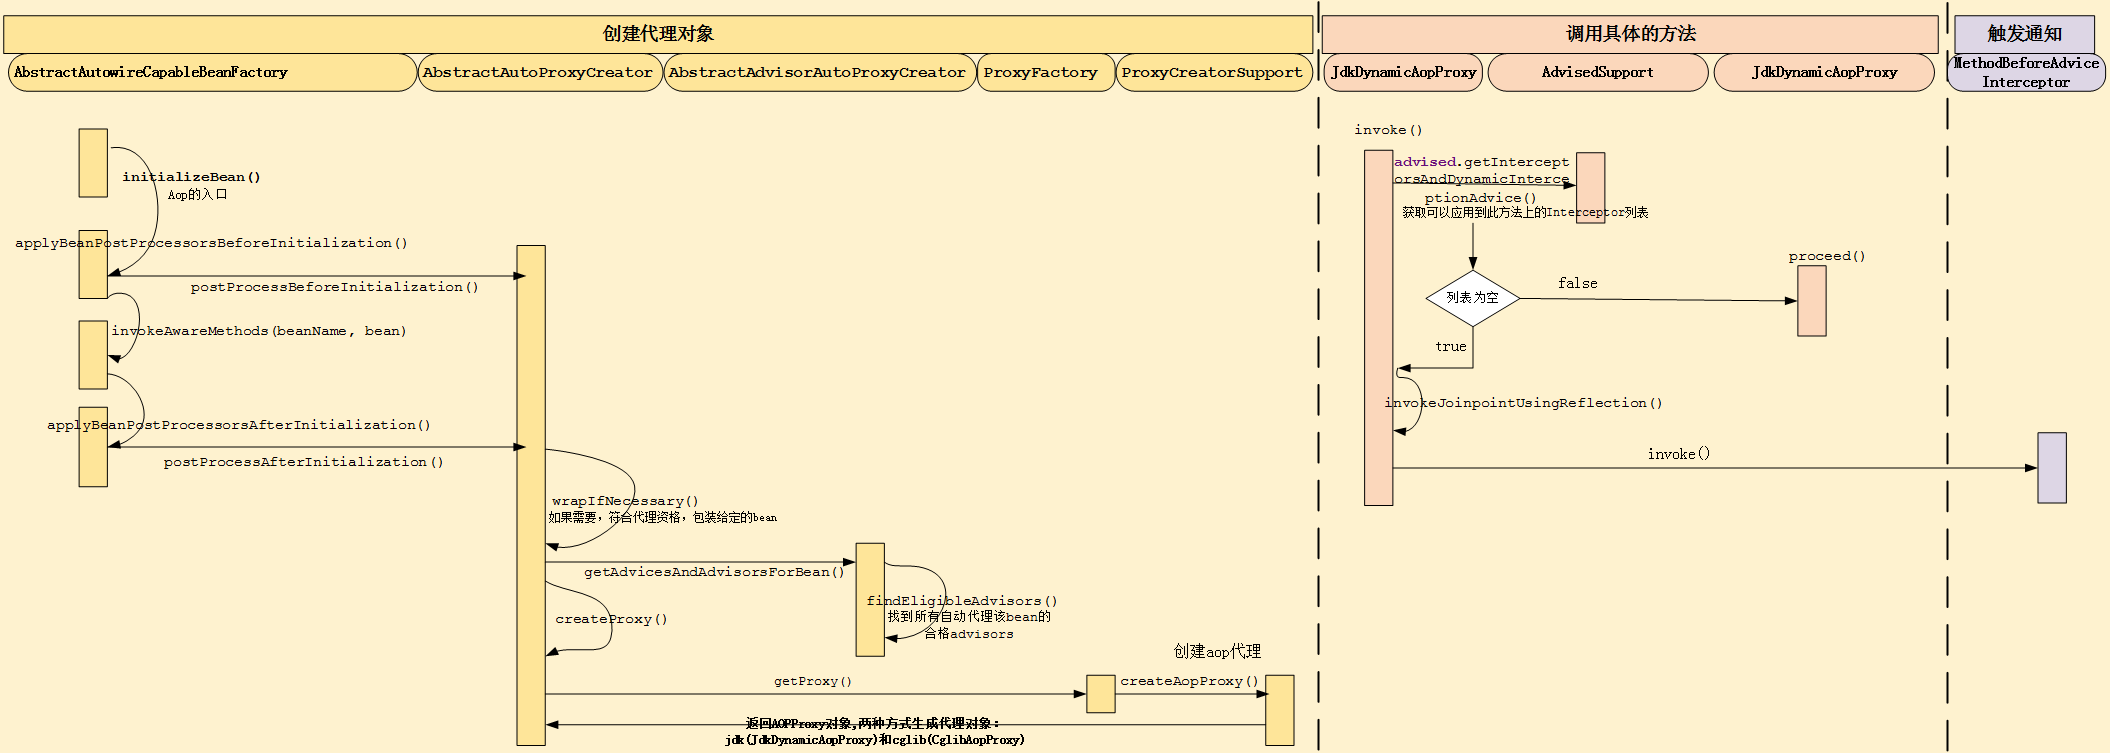 创建代理对象
调用具体的方法
触发通知
AbstractAutowireCapableBeanFactory
AbstractAutoProxyCreator
AbstractAdvisorAutoProxyCreator
ProxyFactory
ProxyCreatorSupport
JdkDynamicAopProxy
AdvisedSupport
JdkDynamicAopProxy
MethodBeforeAdvice
Interceptor
initializeBean()
Aop的入口
applyBeanPostProcessorsBeforeInitialization()
postProcessBeforeInitialization()
invokeAwareMethods(beanName, bean)
applyBeanPostProcessorsAfterInitialization()
postProcessAfterInitialization()
wrapIfNecessary()
如果需要，符合代理资格，包装给定的bean
getAdvicesAndAdvisorsForBean()
findEligibleAdvisors()
找到所有自动代理该bean的
合格advisors
createProxy()
创建aop代理
getProxy()
createAopProxy()
返回AOPProxy对象,两种方式生成代理对象：
jdk(JdkDynamicAopProxy)和cglib(CglibAopProxy)
invoke()
advised.getIntercept
orsAndDynamicInterce
ptionAdvice()
获取可以应用到此方法上的Interceptor列表
列表为空
false
proceed()
true
invokeJoinpointUsingReflection()
invoke()